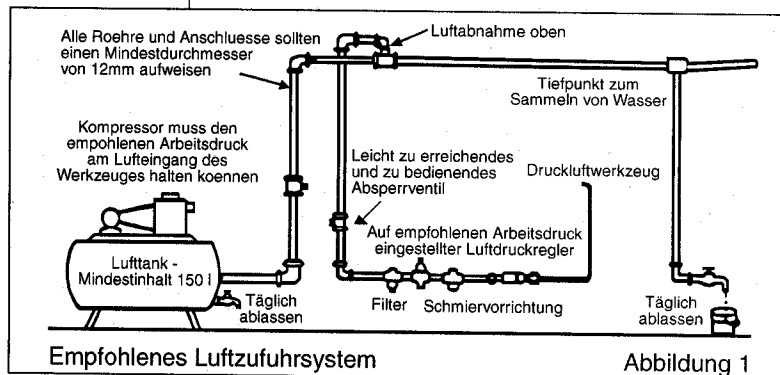 Alle Roehre und Anschluesse sollten
einen Mindestdurchmesser
von 12mm aufweisen
Luftabnahme oben
Tiefpunkt zum
Sammeln von Wasser
Kompressor muss den
empohlenen Arbeitsdruck
am Lufteingang des
Werkzeuges halten koennen
Leicht zu erreichendes
und zu bedienendes
Absperrventil
Druckluftwerkzeug
Auf empfohlenen Arbeitsdruck
eingestellter Luftdruckregler
Lufttank -
Mindestinhalt 150 l
Täglich
ablassen
Filter
Schmiervorrichtung
Täglich
ablassen
Empfohlenes Luftzufuhrsystem
Abbildung 1